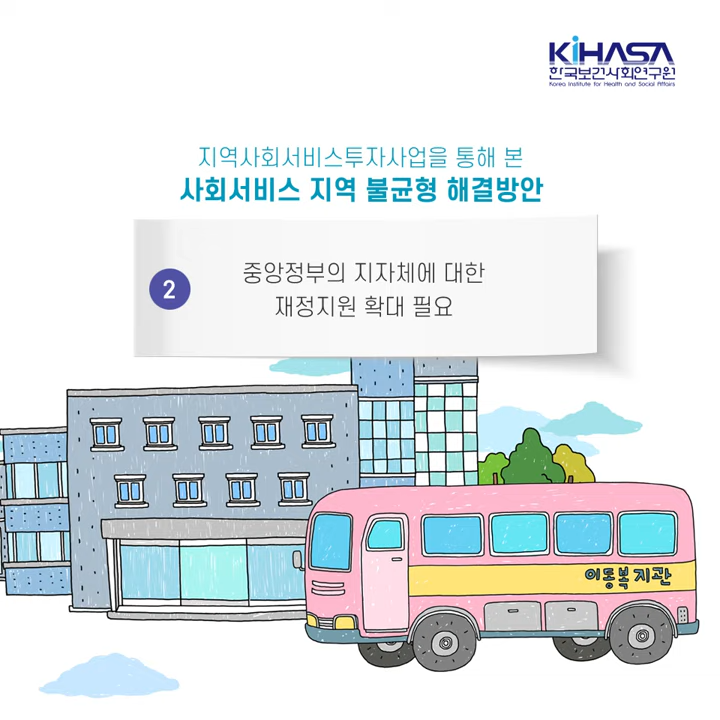 KiHASA
한국보건사회연구원
Korea Institute for Health and Social Affairs
지역사회서비스투자사업을 통해 본
사회서비스 지역 불균형 해결방안
2
중앙정부의 지자체에 대한
재정지원 확대 필요
이동복지관